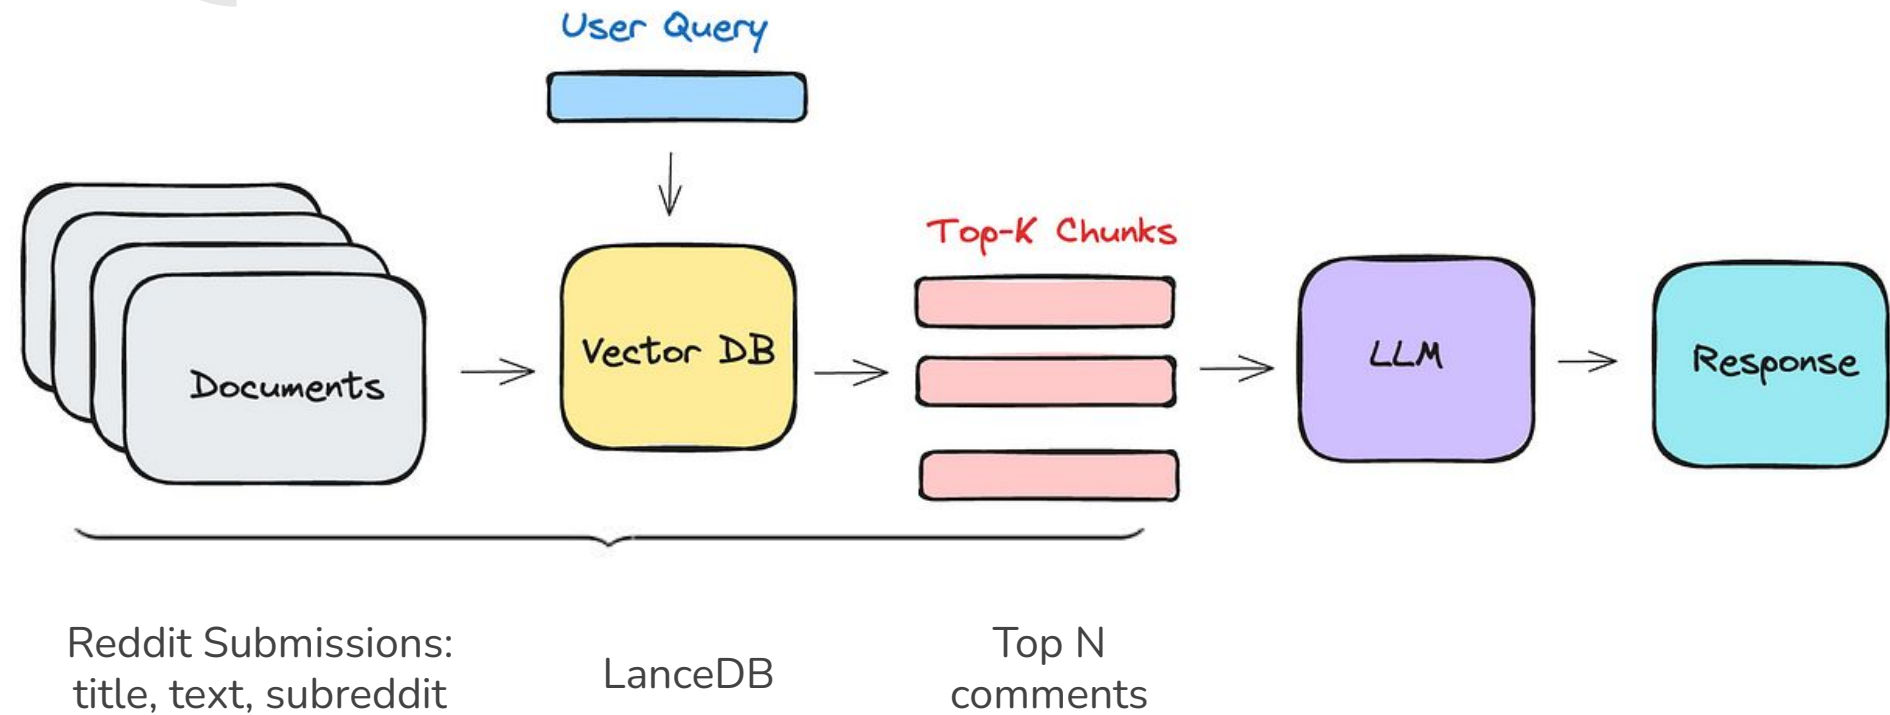 User Query
Top-K Chunks
Documents
Vector DB
LLM
Response
Reddit Submissions:
title, text, subreddit
LanceDB
Top N
comments